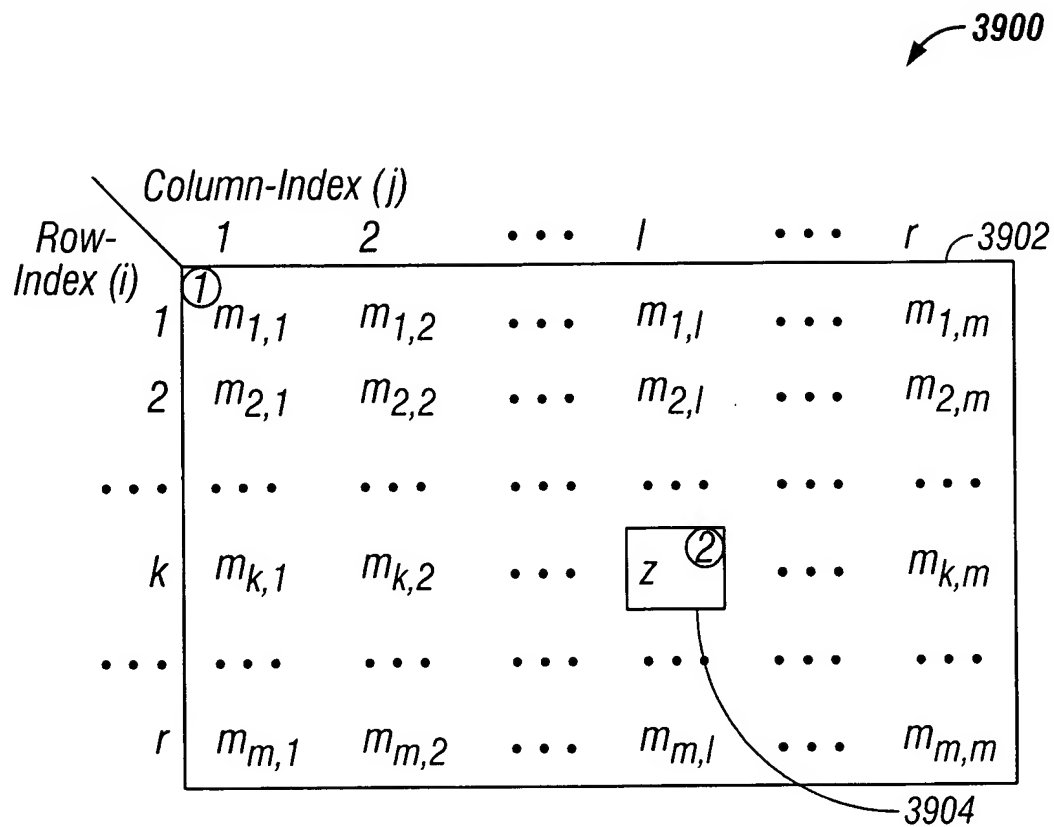 3900
Column-Index (j)
Row-
Index (i)
1 2 • • • l • • • r 3902
①
1 m1,1 m1,2 • • • m1,l • • • m1,m
2 m2,1 m2,2 • • • m2,l • • • m2,m
• • • • • • • • • • • • • • • • • • • • •
k mk,1 mk,2 • • • z ② • • • mk,m
• • • • • • • • • • • • • • • • • • • • •
r mm,1 mm,2 • • • mm,l • • • mm,m
3904